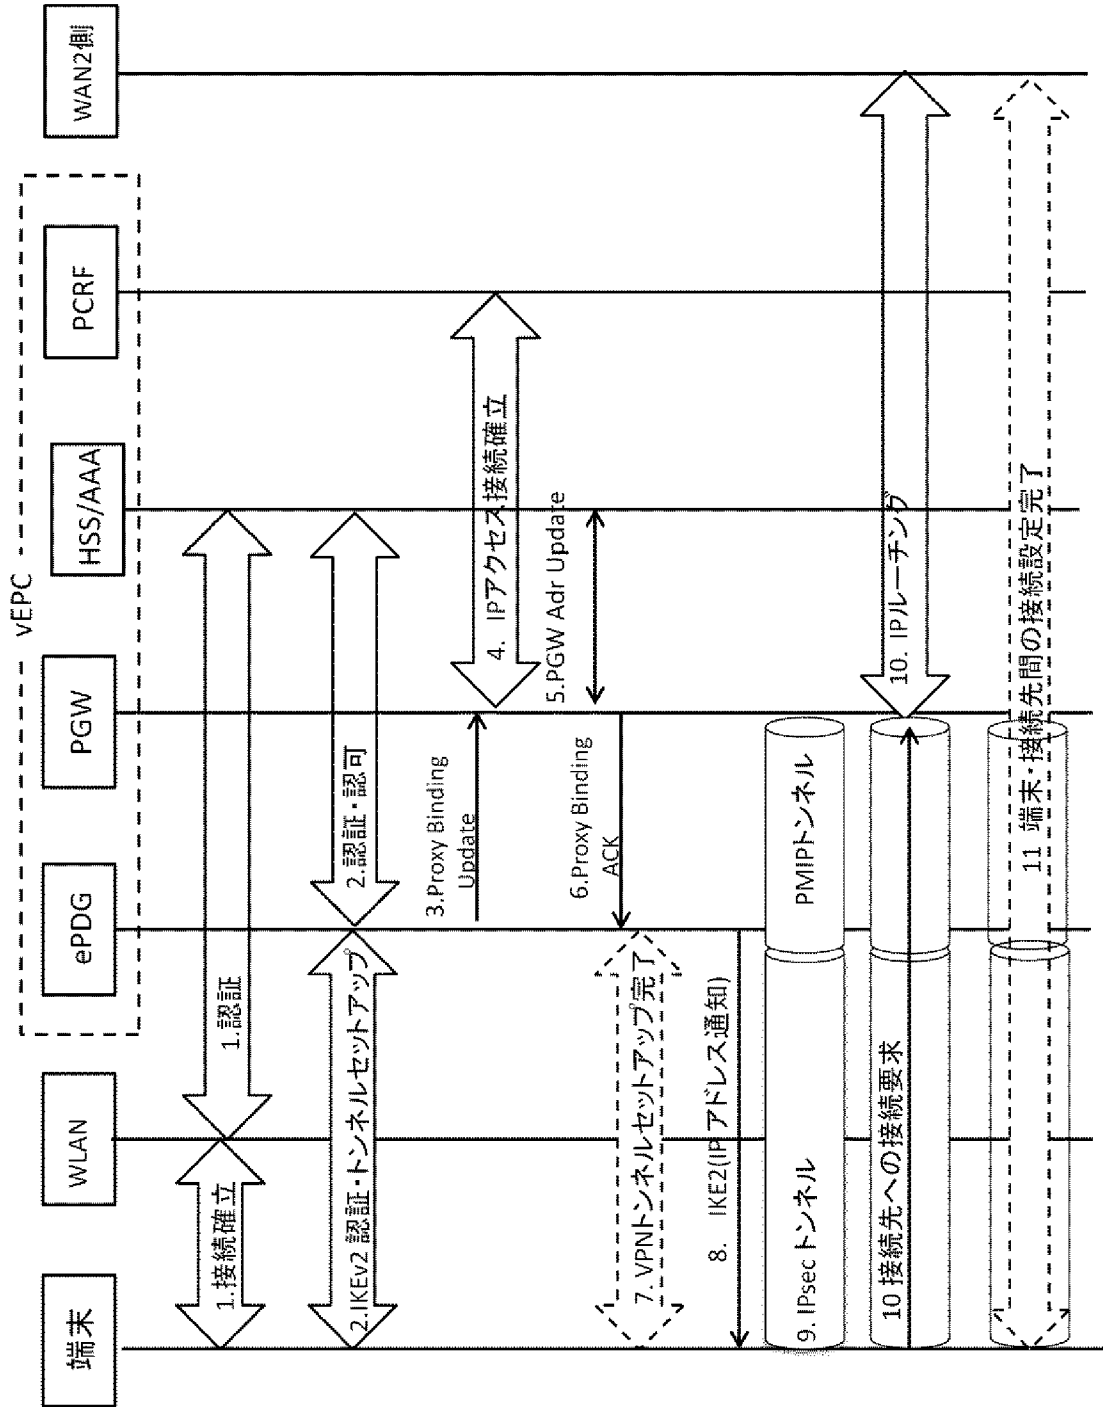 vEPC
端末
WLAN
ePDG
PGW
HSS/AAA
PCRF
WAN2側
1.接続確立
1.認証
2.IKEv2 認証・トンネルセットアップ
2.認証・認可
3.Proxy Binding
Update
4. IPアクセス接続確立
5.PGW Adr Update
6.Proxy Binding
ACK
7. VPNトンネルセットアップ完了
8. IKE2(IPアドレス通知)
9. IPsecトンネル
PMIPトンネル
10 接続先への接続要求
10. IPルーチング
11 端末・接続先間の接続設定完了